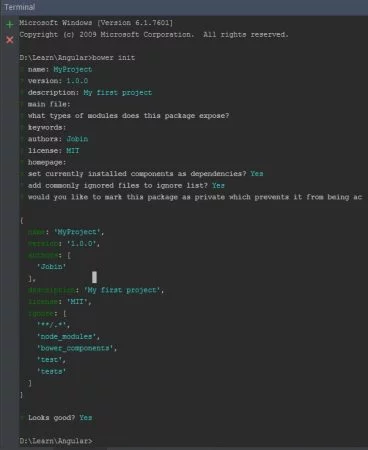 Terminal
Microsoft Windows [Version 6.1.7601]
Copyright (c) 2009 Microsoft Corporation.  All rights reserved.
D:\Learn\Angular>bower init
? name: MyProject
? version: 1.0.0
? description: My first project
? main file:
? what types of modules does this package expose?
? keywords:
? authors: Jobin
? license: MIT
? homepage:
? set currently installed components as dependencies? Yes
? add commonly ignored files to ignore list? Yes
? would you like to mark this package as private which prevents it from being ac
{
  name: 'MyProject',
  version: '1.0.0',
  authors: [
    'Jobin'
  ],
  description: 'My first project',
  license: 'MIT',
  ignore: [
    '**/.*',
    'node_modules',
    'bower_components',
    'test',
    'tests'
  ]
}
? Looks good? Yes
D:\Learn\Angular>